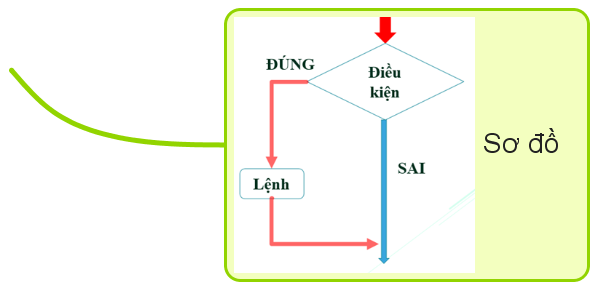 ĐÚNG
Điều
kiện
Sơ đồ
SAI
Lệnh